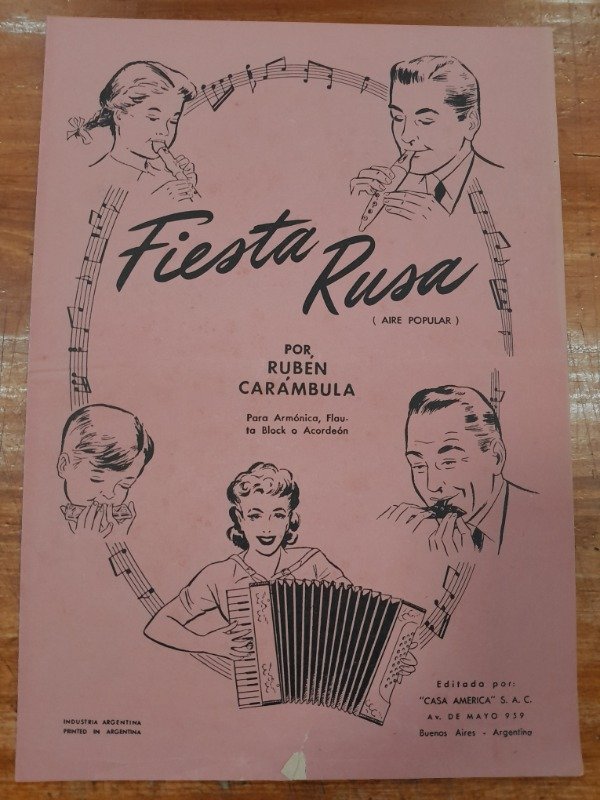 Fiesta
Rusa
( AIRE POPULAR )
POR
RUBÉN
CARÁMBULA
Para Armónica, Flau-
ta Block o Acordeón
Editado por:
"CASA AMERICA" S. A. C.
Av. DE MAYO 959
Buenos Aires - Argentina
INDUSTRIA ARGENTINA
PRINTED IN ARGENTINA